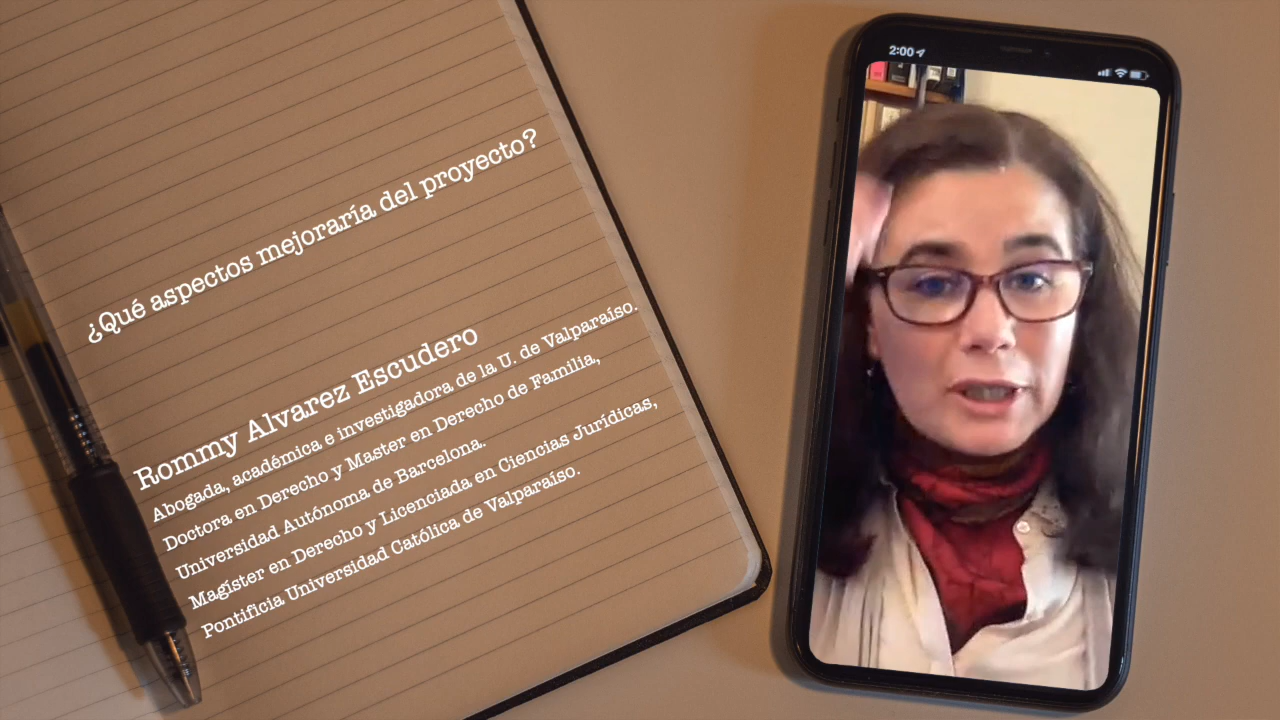 ¿Qué aspectos mejoraría del proyecto?
Rommy Alvarez Escudero
Abogada, académica e investigadora de la U. de Valparaíso.
Doctora en Derecho y Master en Derecho de Familia,
Universidad Autónoma de Barcelona.
Magíster en Derecho y Licenciada en Ciencias Jurídicas,
Pontificia Universidad Católica de Valparaíso.
2:00